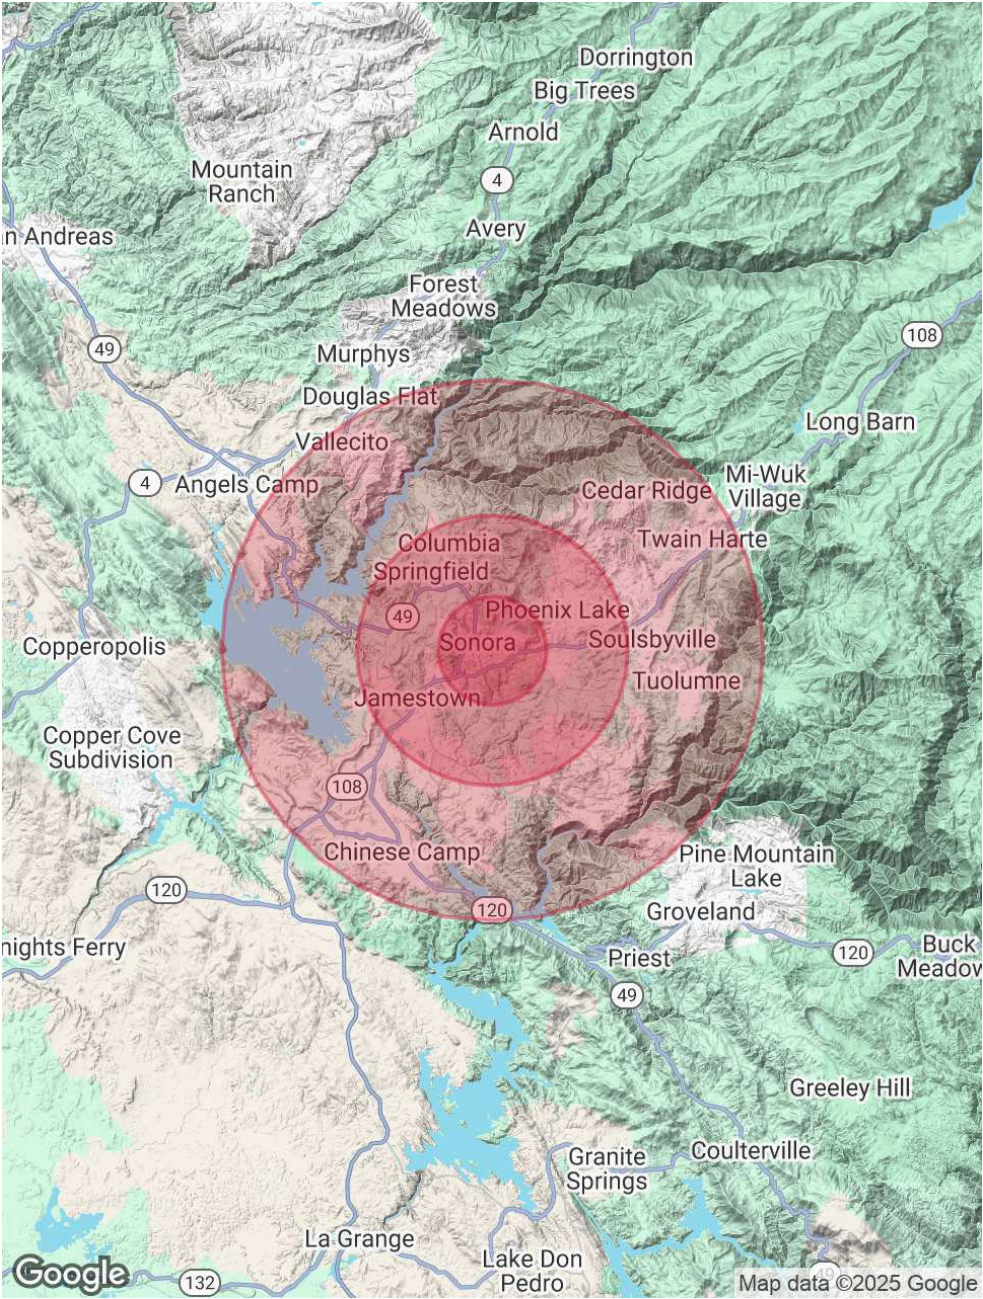 Dorrington
Big Trees
Arnold
Mountain
Ranch
4
Avery
n Andreas
Forest
Meadows
108
49
Murphys
Douglas Flat
Long Barn
Vallecito
Mi-Wuk
Village
4
Angels Camp
Cedar Ridge
Columbia
Twain Harte
Springfield
49
Phoenix Lake
Sonora
Soulsbyville
Copperopolis
Tuolumne
Jamestown
Copper Cove
Subdivision
108
Chinese Camp
Pine Mountain
Lake
120
120
Groveland
nights Ferry
Priest
120
Buck
Meadow
49
Greeley Hill
Coulterville
Granite
Springs
La Grange
Lake Don
Pedro
Google
132
Map data ©2025 Google